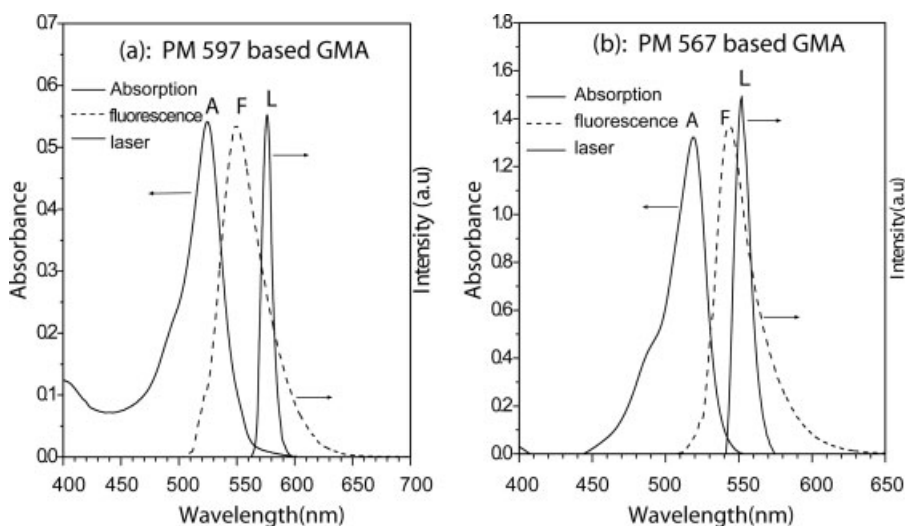 (a): PM 597 based GMA
Absorption
fluorescence
laser
A
F
L
0.7
0.6
0.5
0.4
0.3
0.2
0.1
0.0
Absorbance
Intensity (a.u)
400
450
500
550
600
650
700
Wavelength(nm)
(b): PM 567 based GMA
Absorption
fluorescence
laser
A
F
L
1.8
1.6
1.4
1.2
1.0
0.8
0.6
0.4
0.2
0.0
Absorbance
Intensity(a.u)
400
450
500
550
600
650
Wavelength(nm)